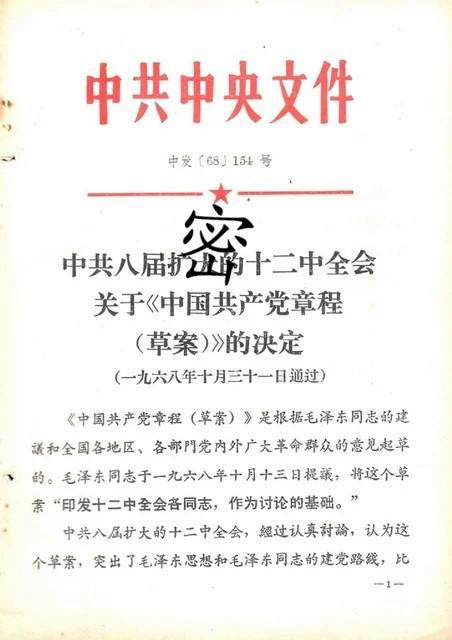 中共中央文件
中发〔68〕154号
密
中共八届扩大的十二中全会
关于《中国共产党章程
（草案）》的决定
（一九六八年十月三十一日通过）
《中国共产党章程（草案）》是根据毛泽东同志的建
議和全国各地区、各部門党内外广大革命群众的意见起草
的。毛泽东同志于一九六八年十月十三日提議，将这个草
案“印发十二中全会各同志，作为讨论的基础。”
中共八届扩大的十二中全会，經过认真討論，认为这
个草案，突出了毛泽东思想和毛泽东同志的建党路綫，比
—1—